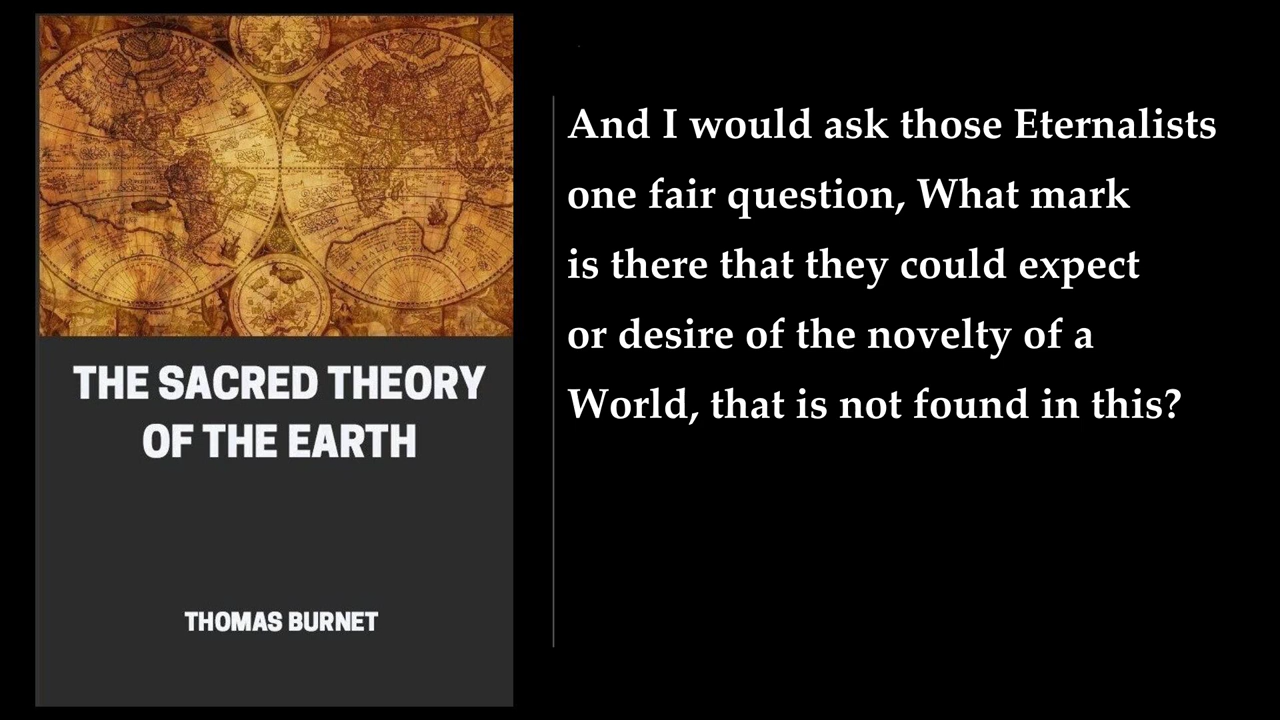 THE SACRED THEORY
OF THE EARTH
THOMAS BURNET
And I would ask those Eternalists
one fair question, What mark
is there that they could expect
or desire of the novelty of a
World, that is not found in this?